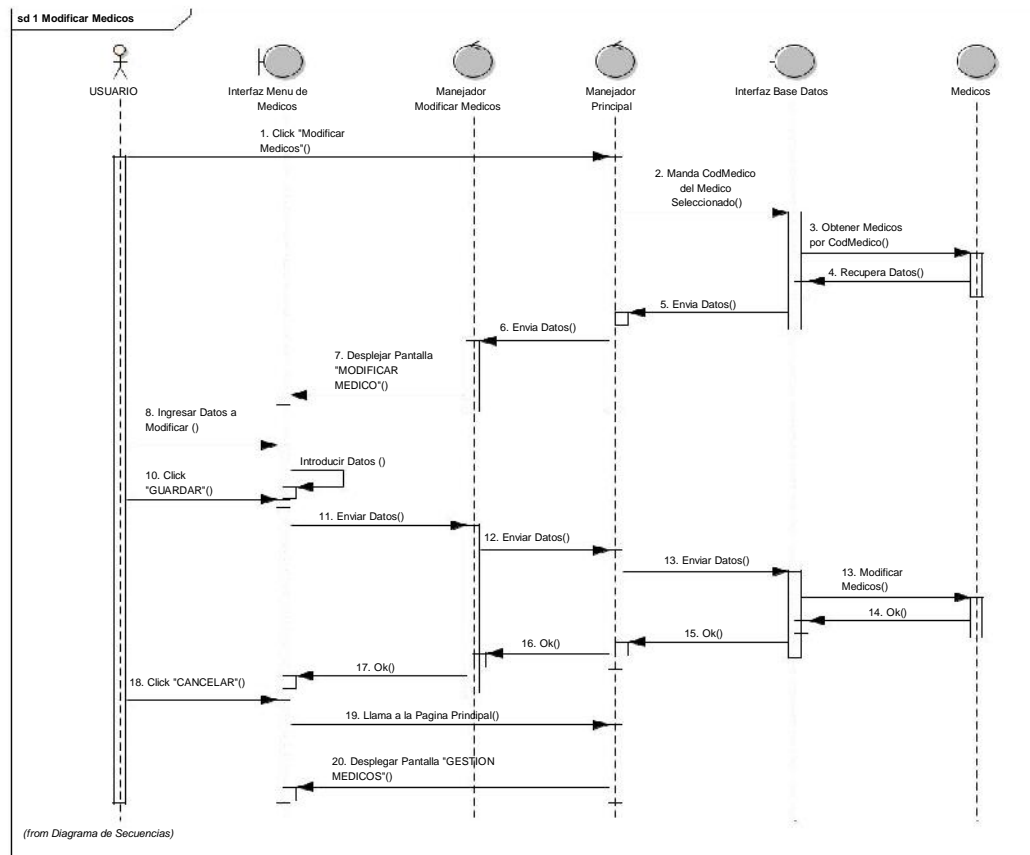 sd 1 Modificar Medicos
USUARIO
Interfaz Menu de
Medicos
Manejador
Modificar Medicos
Manejador
Principal
Interfaz Base Datos
Medicos
1. Click "Modificar
Medicos"()
2. Manda CodMedico
del Medico
Seleccionado()
3. Obtener Medicos
por CodMedico()
4. Recupera Datos()
5. Envia Datos()
6. Envia Datos()
7. Desplejar Pantalla
"MODIFICAR
MEDICO"()
8. Ingresar Datos a
Modificar ()
Introducir Datos ()
10. Click
"GUARDAR"()
11. Enviar Datos()
12. Enviar Datos()
13. Enviar Datos()
13. Modificar
Medicos()
14. Ok()
15. Ok()
16. Ok()
17. Ok()
18. Click "CANCELAR"()
19. Llama a la Pagina Prindipal()
20. Desplegar Pantalla "GESTION
MEDICOS"()
(from Diagrama de Secuencias)